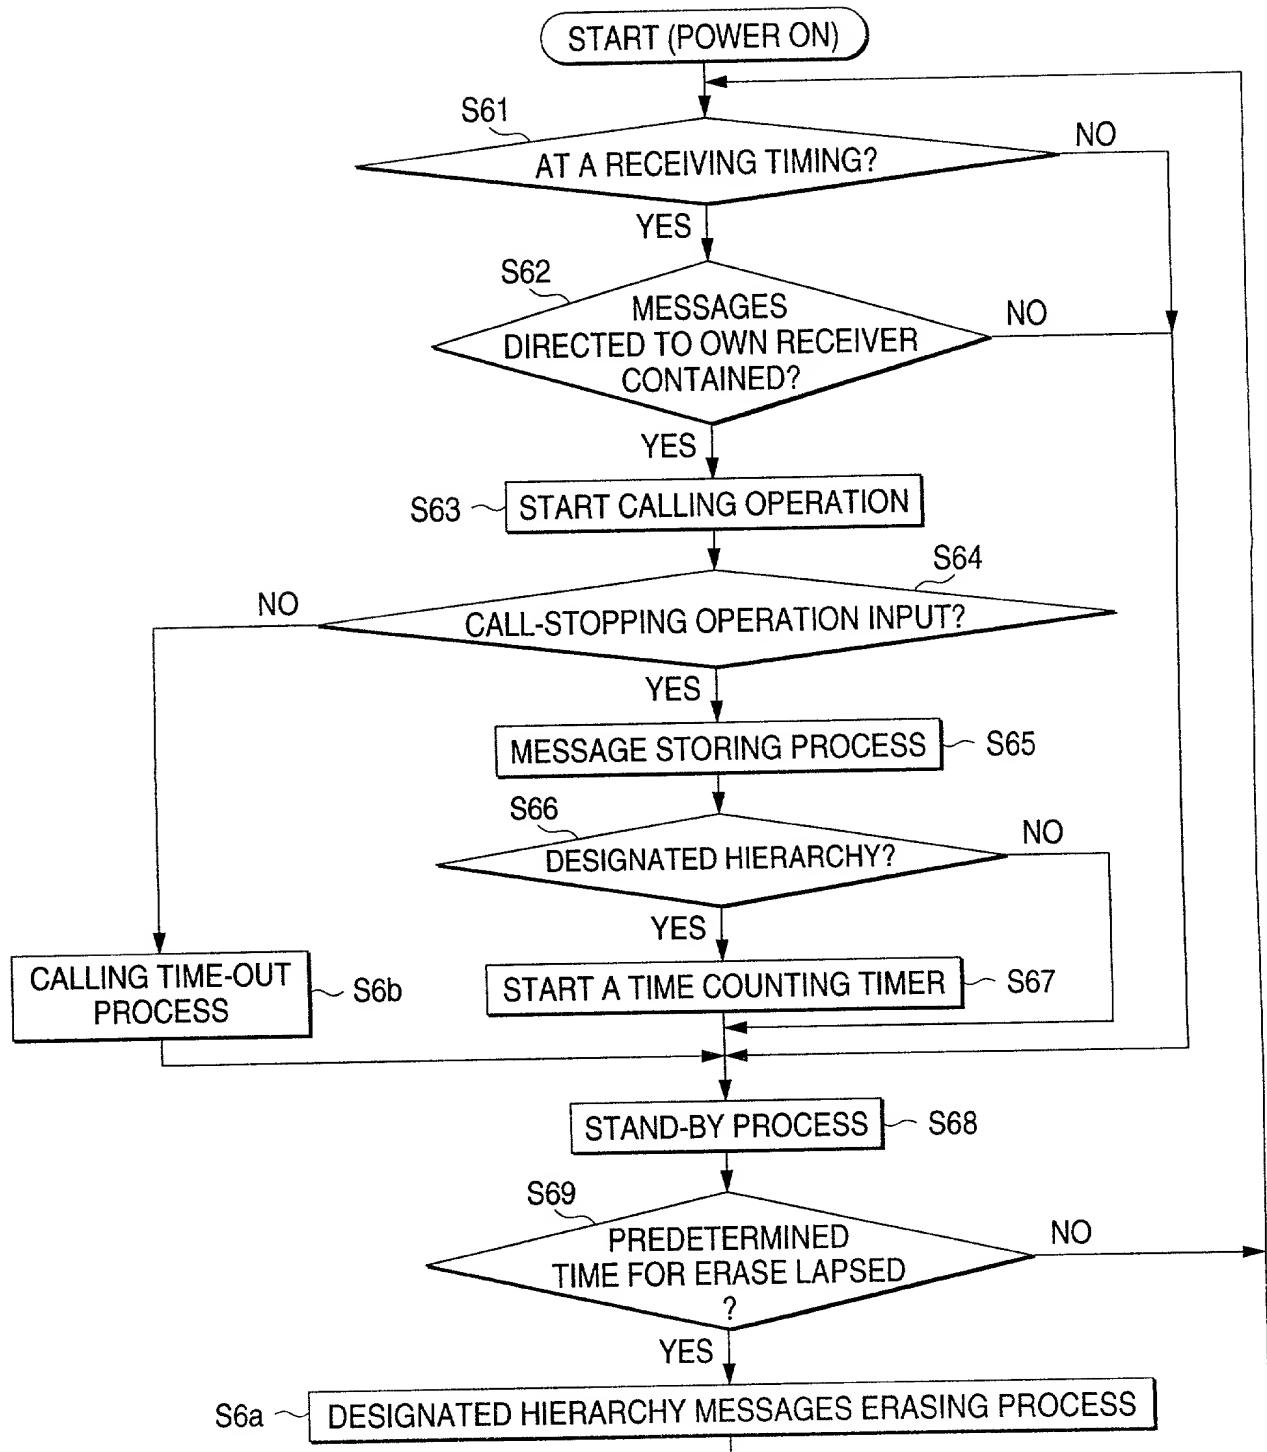 START (POWER ON)
S61
AT A RECEIVING TIMING?
NO
YES
S62
MESSAGES
DIRECTED TO OWN RECEIVER
CONTAINED?
NO
YES
S63
START CALLING OPERATION
S64
NO
CALL-STOPPING OPERATION INPUT?
YES
MESSAGE STORING PROCESS
S65
S66
DESIGNATED HIERARCHY?
NO
YES
CALLING TIME-OUT
PROCESS
S6b
START A TIME COUNTING TIMER
S67
STAND-BY PROCESS
S68
S69
PREDETERMINED
TIME FOR ERASE LAPSED
?
NO
YES
S6a
DESIGNATED HIERARCHY MESSAGES ERASING PROCESS